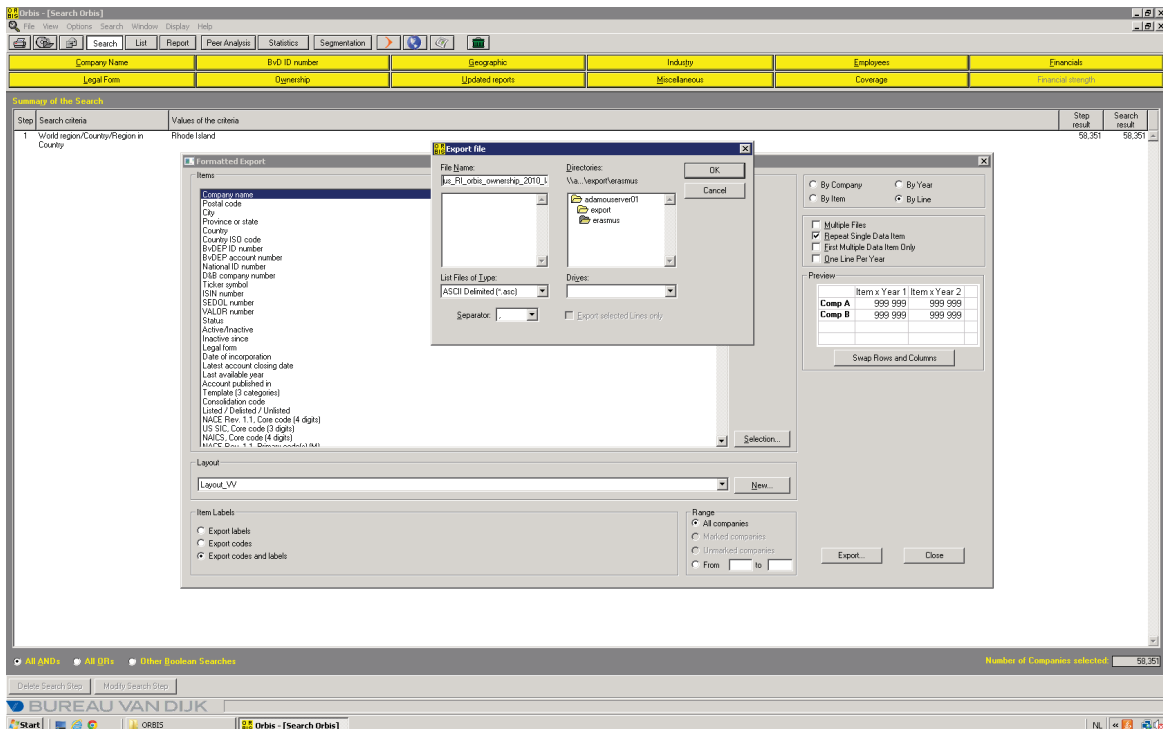 Orbis - [Search Orbis]
File View Options Search Window Display Help
Search List Report Peer Analysis Statistics Segmentation
Company Name BvD ID number Geographic Industry Employees Financials
Legal Form Ownership Updated reports Miscellaneous Coverage Financial strength
Summary of the Search
Step Search criteria Values of the criteria Step result Search result
1 World region/Country/Region in Country Rhode Island 58,351 58,351
Formatted Export
Items
Company name
Postal code
City
Province or state
Country
Country ISO code
BvDEP ID number
BvDEP account number
National ID number
D&B company number
Ticker symbol
ISIN number
SEDOL number
VALOR number
Status
Active/Inactive
Inactive since
Legal form
Date of incorporation
Latest account closing date
Last available year
Account published in
Template (3 categories)
Consolidation code
Listed / Delisted / Unlisted
NACE Rev. 1.1, Core code (4 digits)
US SIC, Core code (3 digits)
NAICS, Core code (4 digits)
Selection...
Export file
File Name:
us_RI_orbis_ownership_2010_
Directories:
\\a...\export\erasmus
adamouserver01
export
erasmus
OK
Cancel
List Files of Type:
ASCII Delimited (*.asc)
Drives:
Separator: ,
Export selected Lines only
By Company By Year
By Item By Line
Multiple Files
Repeat Single Data Item
First Multiple Data Item Only
One Line Per Year
Preview
Item x Year 1 Item x Year 2
Comp A 999 999 999 999
Comp B 999 999 999 999
Swap Rows and Columns
Layout
Layout_VV
New...
Item Labels
Export labels
Export codes
Export codes and labels
Range
All companies
Marked companies
Unmarked companies
From to
Export... Close
All ANDs All ORs Other Boolean Searches
Number of Companies selected: 58,351
Delete Search Step Modify Search Step
BUREAU VAN DIJK
Start ORBIS Orbis - [Search Orbis] NL